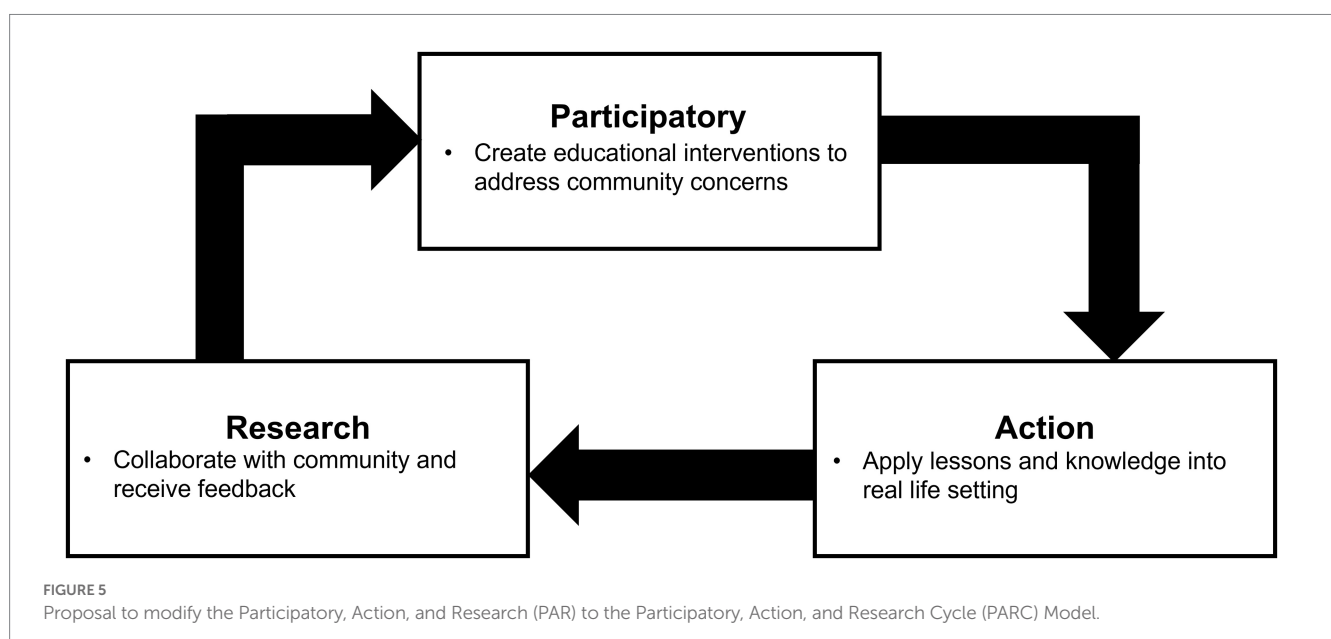 Participatory
• Create educational interventions to
address community concerns
Research
• Collaborate with community and
receive feedback
Action
• Apply lessons and knowledge into
real life setting
FIGURE 5
Proposal to modify the Participatory, Action, and Research (PAR) to the Participatory, Action, and Research Cycle (PARC) Model.